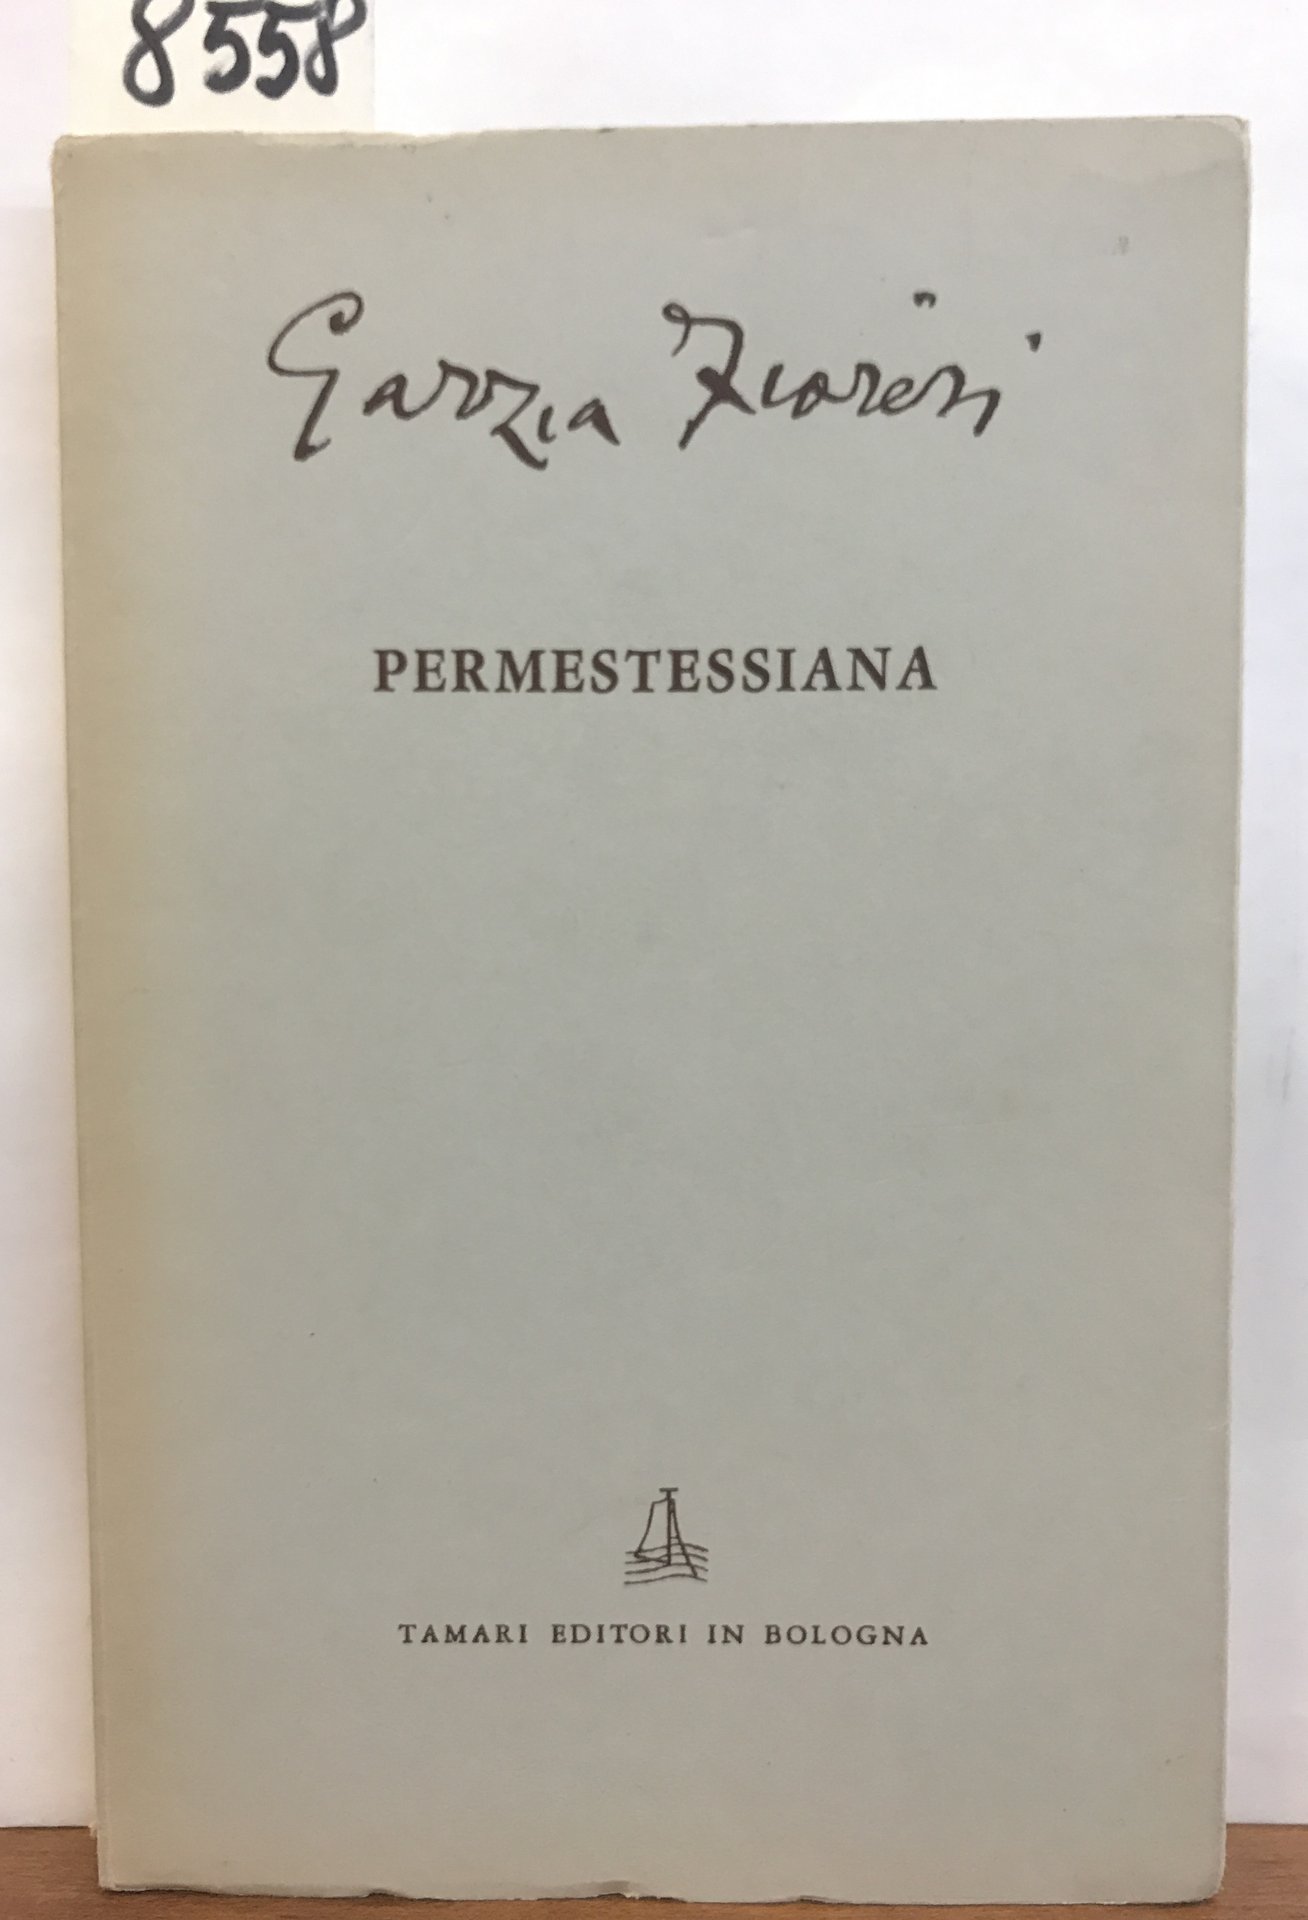 8558
Garzia Fioresi
PERMESTESSIANA
TAMARI EDITORI IN BOLOGNA